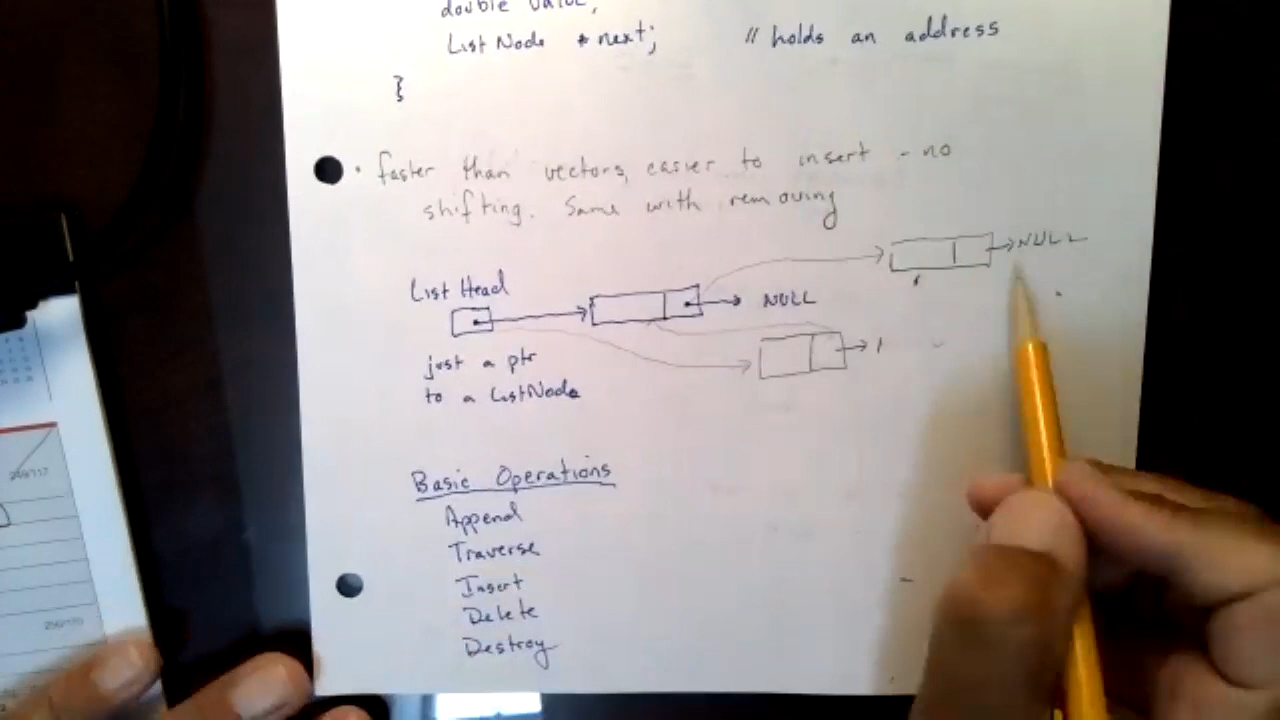 double value;
ListNode *next; // holds an address
}
• faster than vectors, easier to insert - no
shifting. Same with removing
NULL
List Head
NULL
just a ptr
to a ListNode
Basic Operations
Append
Traverse
Insert
Delete
Destroy